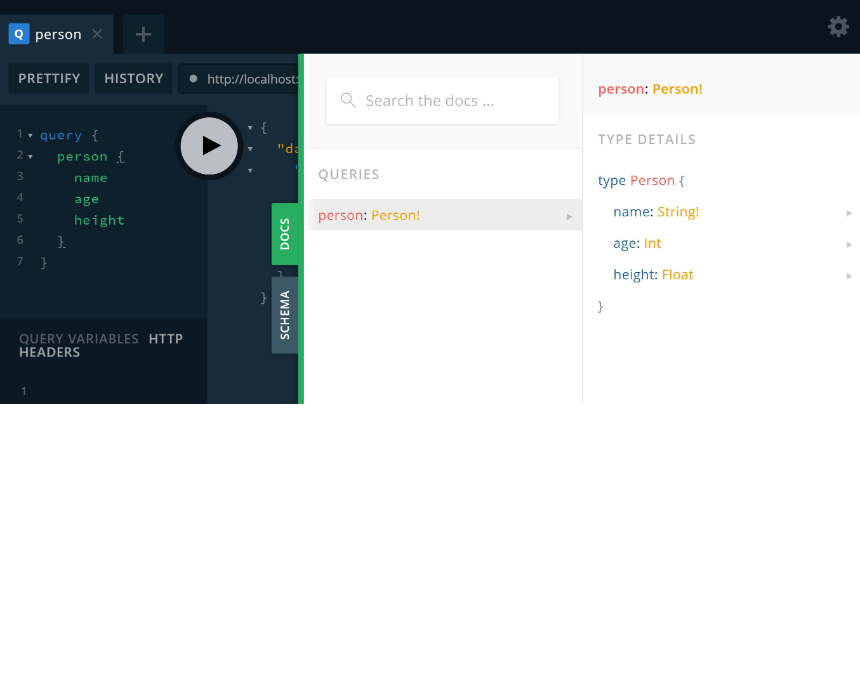 Q person
PRETTIFY HISTORY http://localhost:
1 query {
2 person {
3 name
4 age
5 height
6 }
7 }
QUERY VARIABLES HTTP HEADERS
1
{
"da
"
}
}
DOCS
SCHEMA
Search the docs ...
QUERIES
person: Person!
person: Person!
TYPE DETAILS
type Person {
name: String!
age: Int
height: Float
}